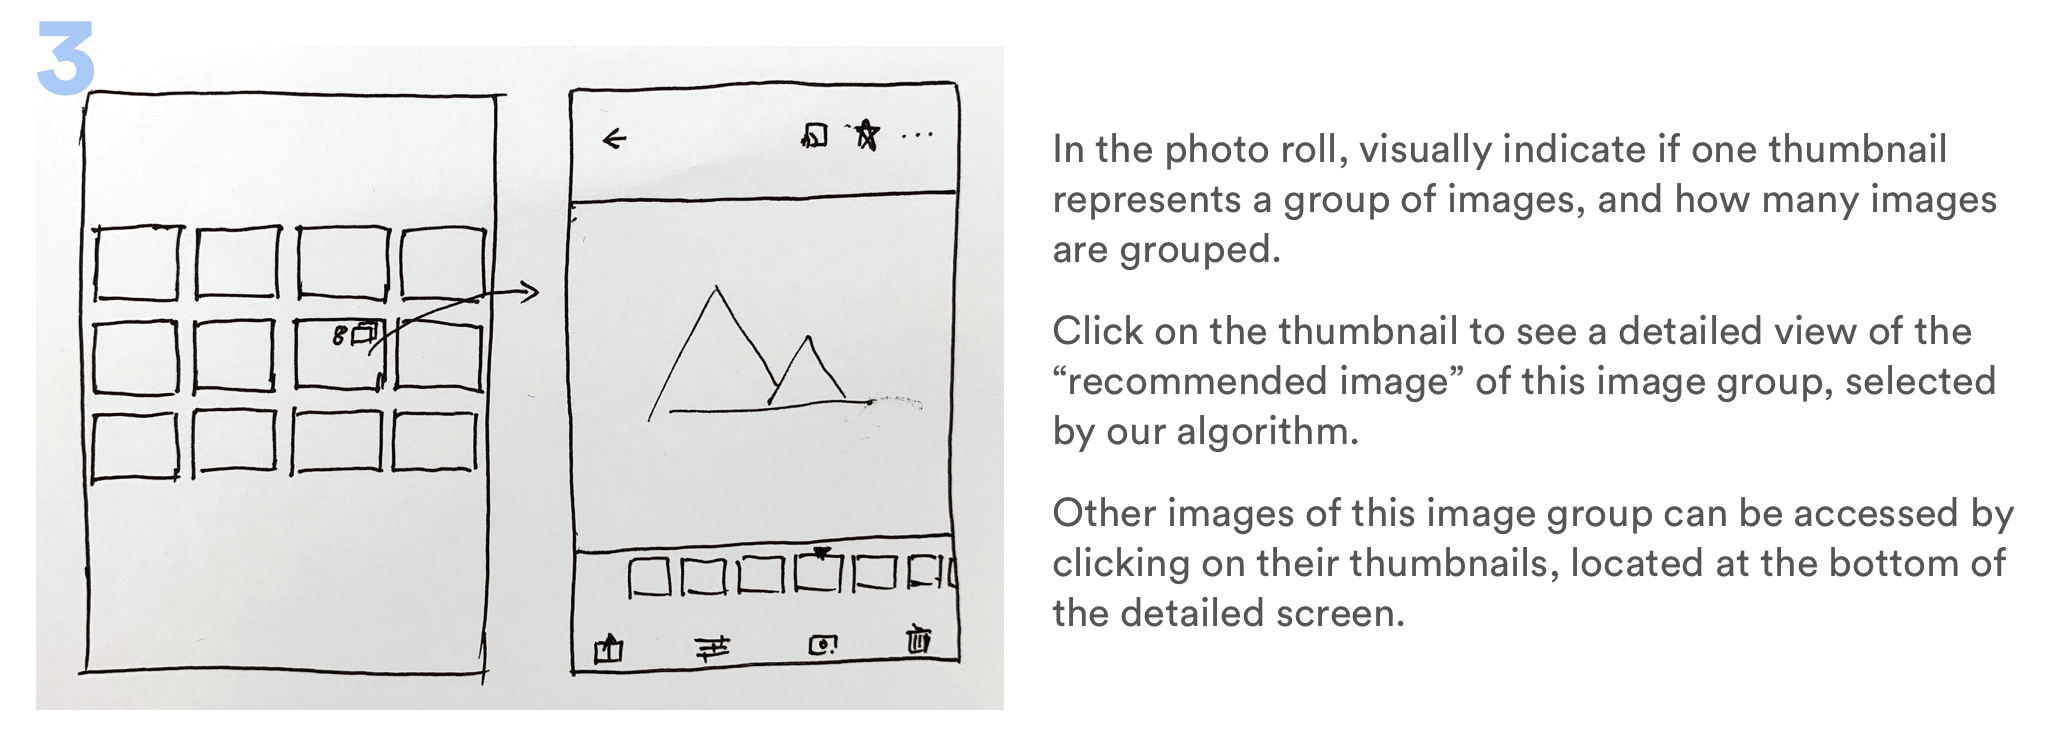 3
8
In the photo roll, visually indicate if one thumbnail
represents a group of images, and how many images
are grouped.
Click on the thumbnail to see a detailed view of the
“recommended image” of this image group, selected
by our algorithm.
Other images of this image group can be accessed by
clicking on their thumbnails, located at the bottom of
the detailed screen.